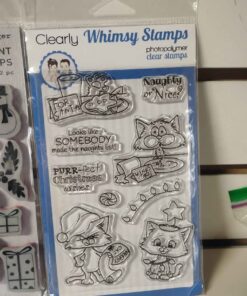 Clearly Whimsy Stamps
photopolymer
clear stamps
Naughty
or Nice?
Looks like
SOMEBODY
made the naughty list!
PURR-fect
Christmas
wishes